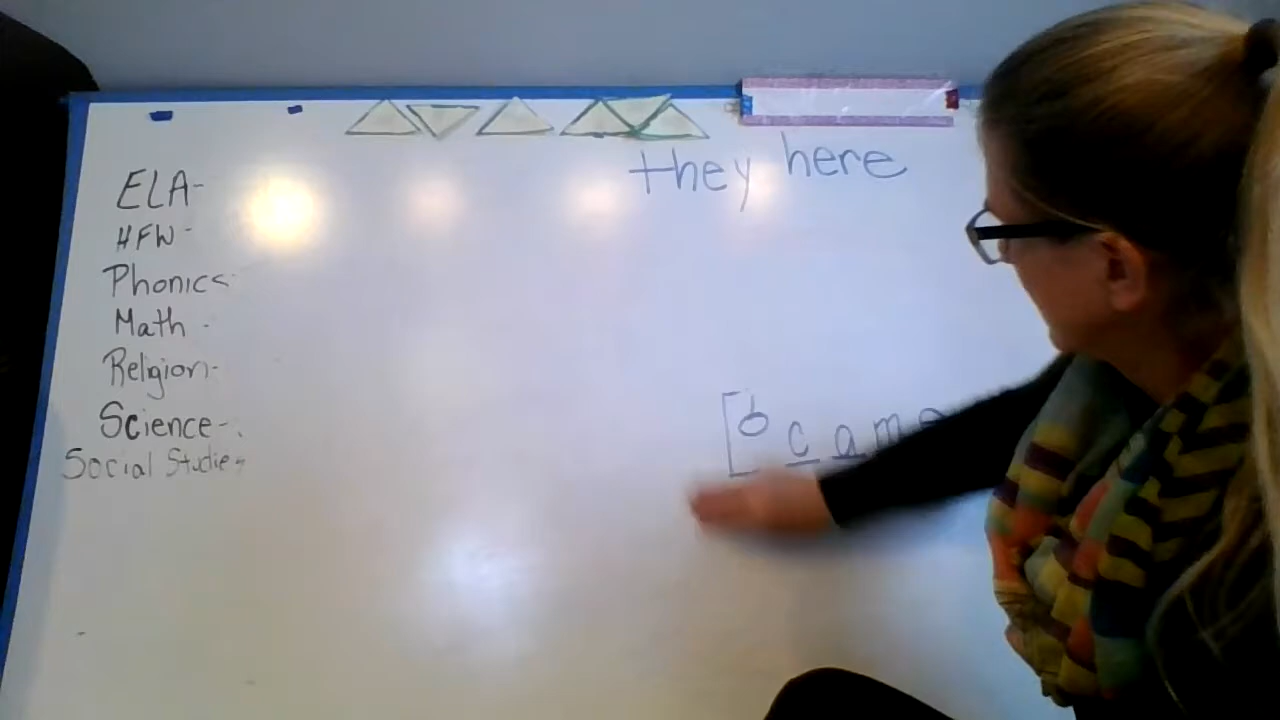 they here
ELA-
HFW-
Phonics-
Math -
Religion-
Science-.
Social Studies
came